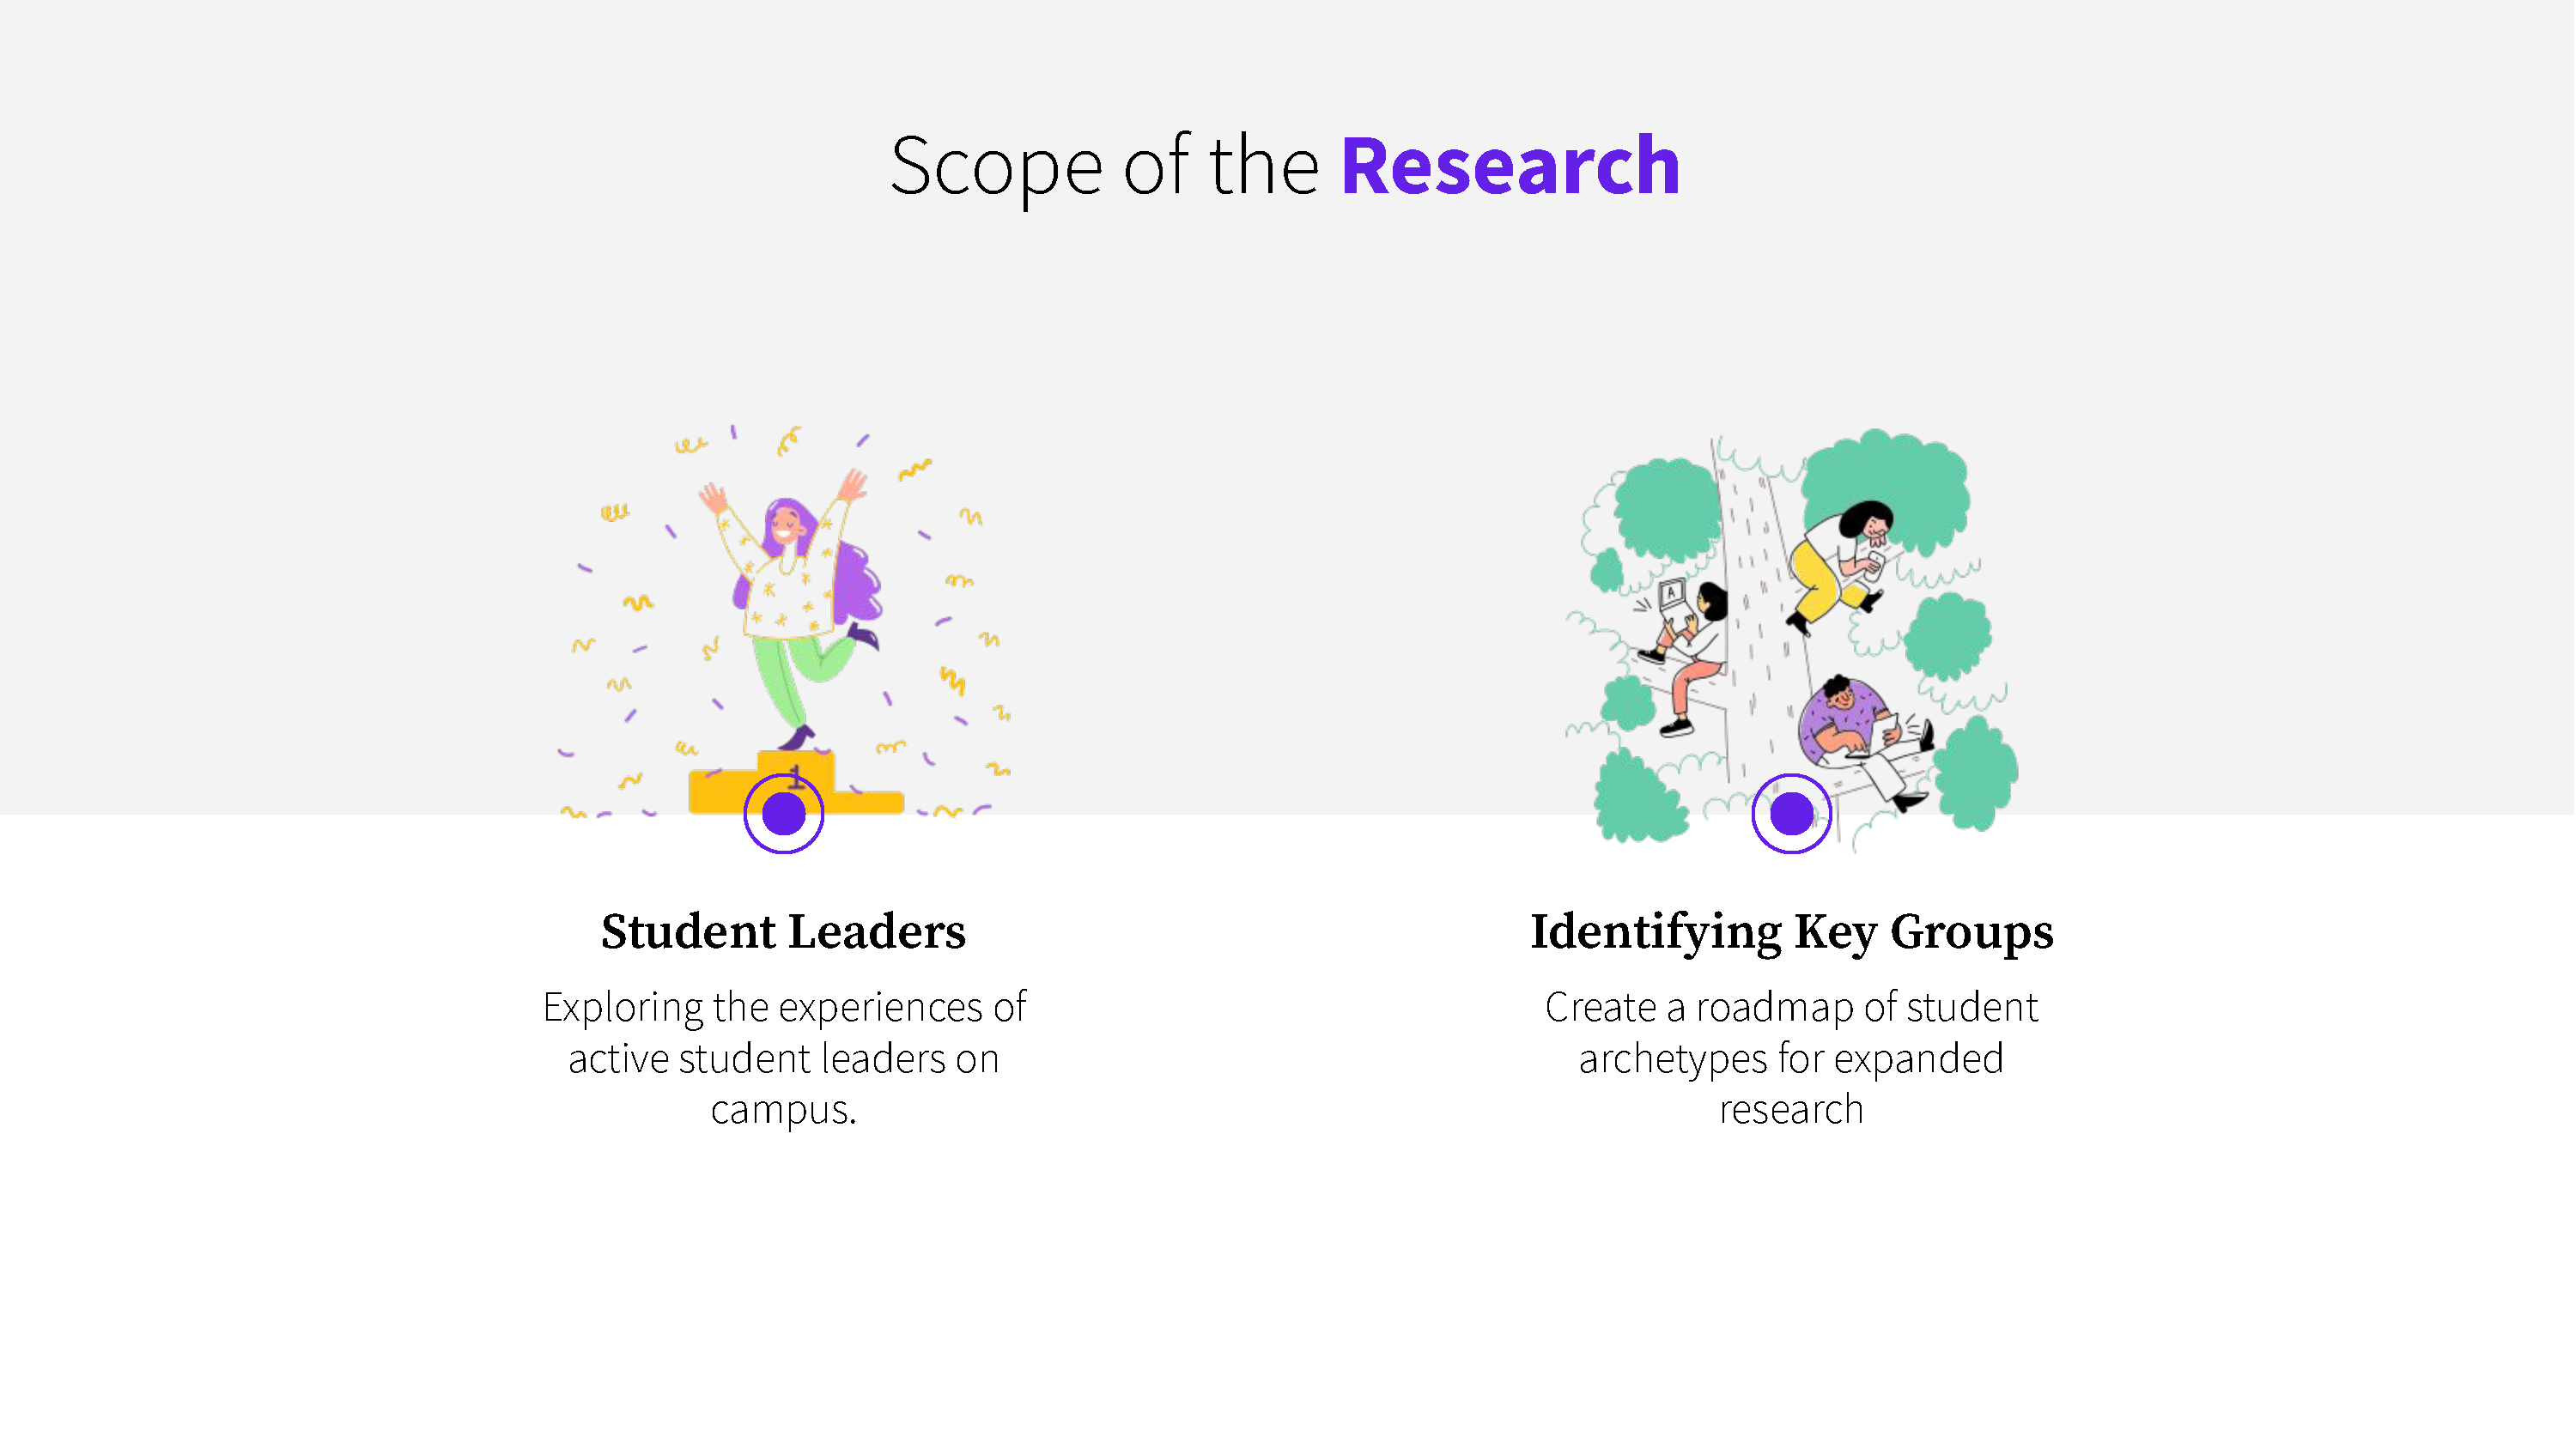 Scope of the Research
1
A
Student Leaders
Exploring the experiences of
active student leaders on
campus.
Identifying Key Groups
Create a roadmap of student
archetypes for expanded
research